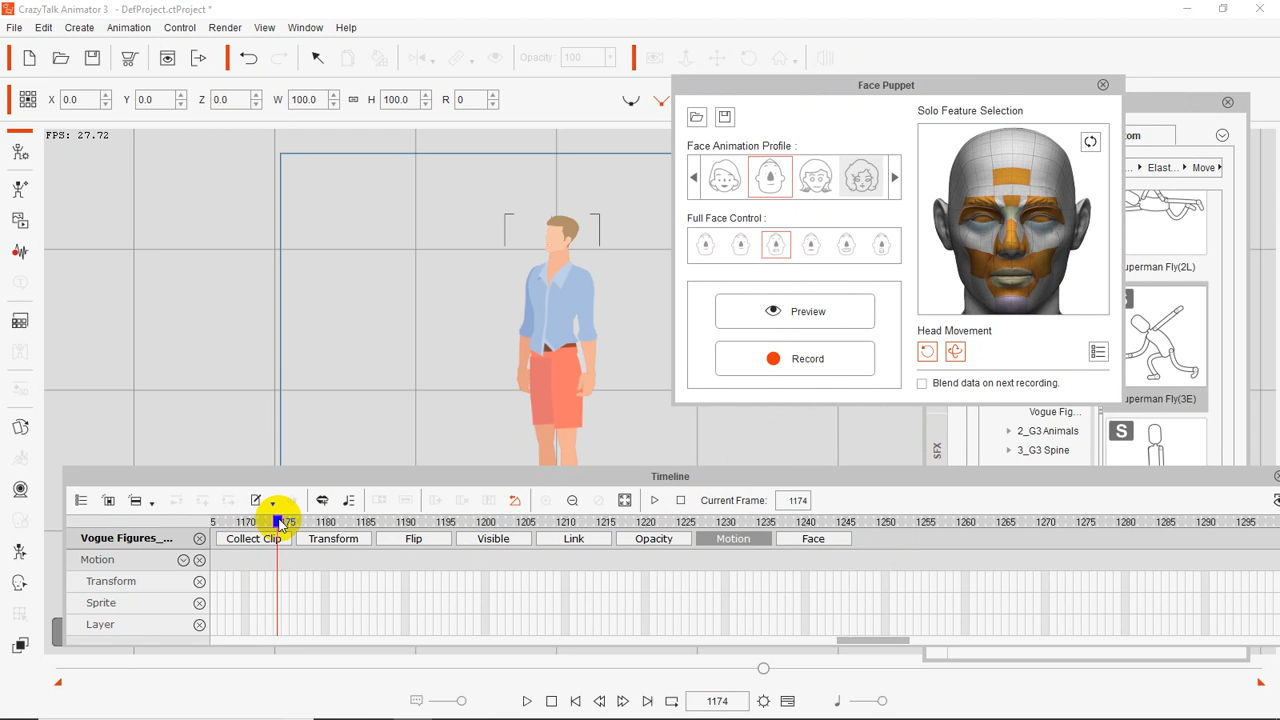 CrazyTalk Animator 3 - DefProject.ctProject *
File Edit Create Animation Control Render View Window Help
Opacity : 100
X 0.0 Y 0.0 Z 0.0 W 100.0 H 100.0 R 0
FPS: 27.72
Face Puppet
Solo Feature Selection
Face Animation Profile :
Full Face Control :
Preview
Record
Head Movement
Blend data on next recording.
Elast... Move
uperman Fly(2L)
S
uperman Fly(3E)
S
Vogue Fig...
2_G3 Animals
3_G3 Spine
SFX
Timeline
Current Frame: 1174
5 1170 1175 1180 1185 1190 1195 1200 1205 1210 1215 1220 1225 1230 1235 1240 1245 1250 1255 1260 1265 1270 1275 1280 1285 1290 1295
Vogue Figures_... Collect Clip Transform Flip Visible Link Opacity Motion Face
Motion
Transform
Sprite
Layer
1174